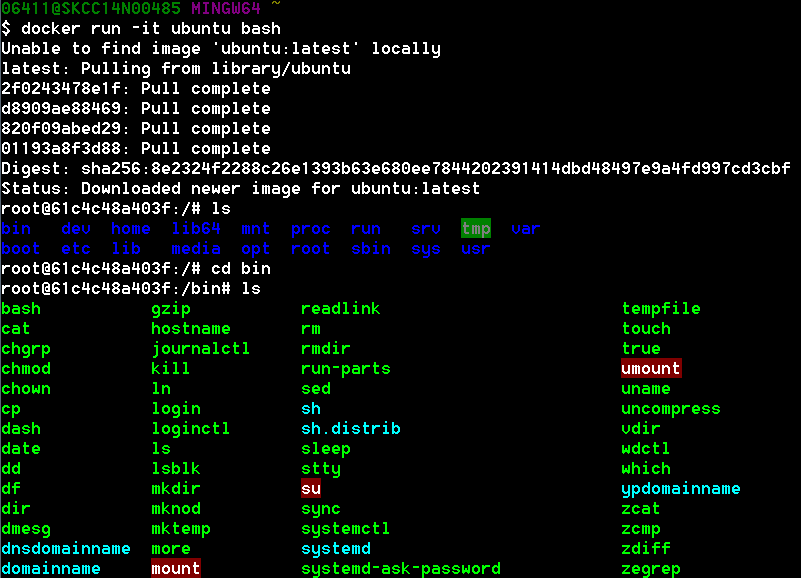 06411@SKCC14N00485 MINGW64 ~
$ docker run -it ubuntu bash
Unable to find image 'ubuntu:latest' locally
latest: Pulling from library/ubuntu
2f0243478e1f: Pull complete
d8909ae88469: Pull complete
820f09abed29: Pull complete
01193a8f3d88: Pull complete
Digest: sha256:8e2324f2288c26e1393b63e680ee7844202391414dbd48497e9a4fd997cd3cbf
Status: Downloaded newer image for ubuntu:latest
root@61c4c48a403f:/# ls
bin dev home lib64 mnt proc run srv tmp var
boot etc lib media opt root sbin sys usr
root@61c4c48a403f:/# cd bin
root@61c4c48a403f:/bin# ls
bash gzip readlink tempfile
cat hostname rm touch
chgrp journalctl rmdir true
chmod kill run-parts umount
chown ln sed uname
cp login sh uncompress
dash loginctl sh.distrib vdir
date ls sleep wdctl
dd lsblk stty which
df mkdir su ypdomainname
dir mknod sync zcat
dmesg mktemp systemctl zcmp
dnsdomainname more systemd zdiff
domainname mount systemd-ask-password zegrep